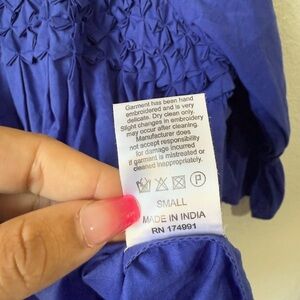 Garment has been hand
embroidered and is very
delicate. Dry clean only.
Slight changes in embroidery
may occur after cleaning.
Manufacturer does
not accept responsibility
for damage incurred
if garment is mistreated or
cleaned inappropriately.
P
SMALL
MADE IN INDIA
RN 174991